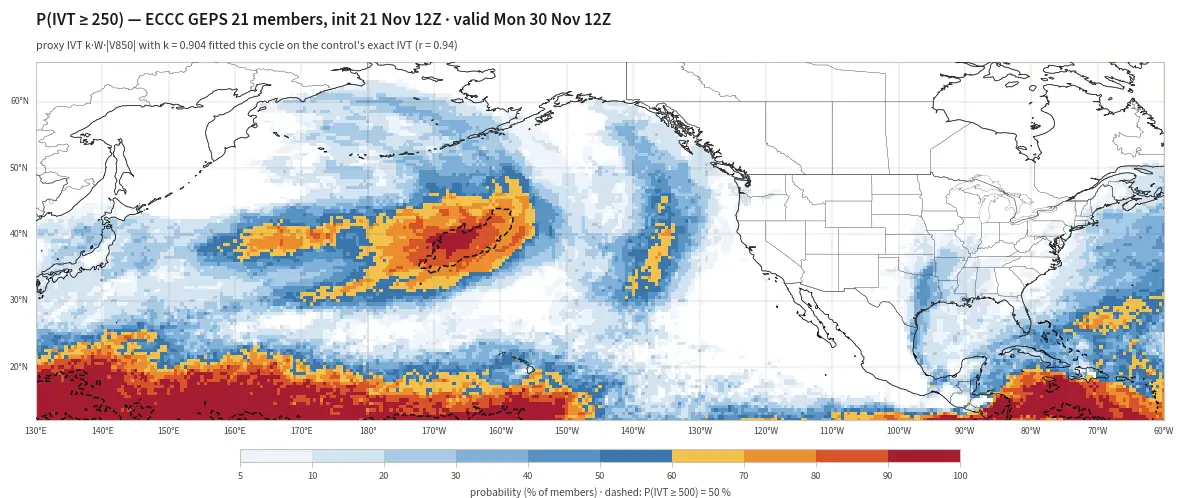 P(IVT ≥ 250) — ECCC GEPS 21 members, init 21 Nov 12Z · valid Mon 30 Nov 12Z
proxy IVT k·W·|V850| with k = 0.904 fitted this cycle on the control's exact IVT (r = 0.94)
60°N
50°N
40°N
30°N
20°N
130°E 140°E 150°E 160°E 170°E 180° 170°W 160°W 150°W 140°W 130°W 120°W 110°W 100°W 90°W 80°W 70°W 60°W
5 10 20 30 40 50 60 70 80 90 100
probability (% of members) · dashed: P(IVT ≥ 500) = 50 %